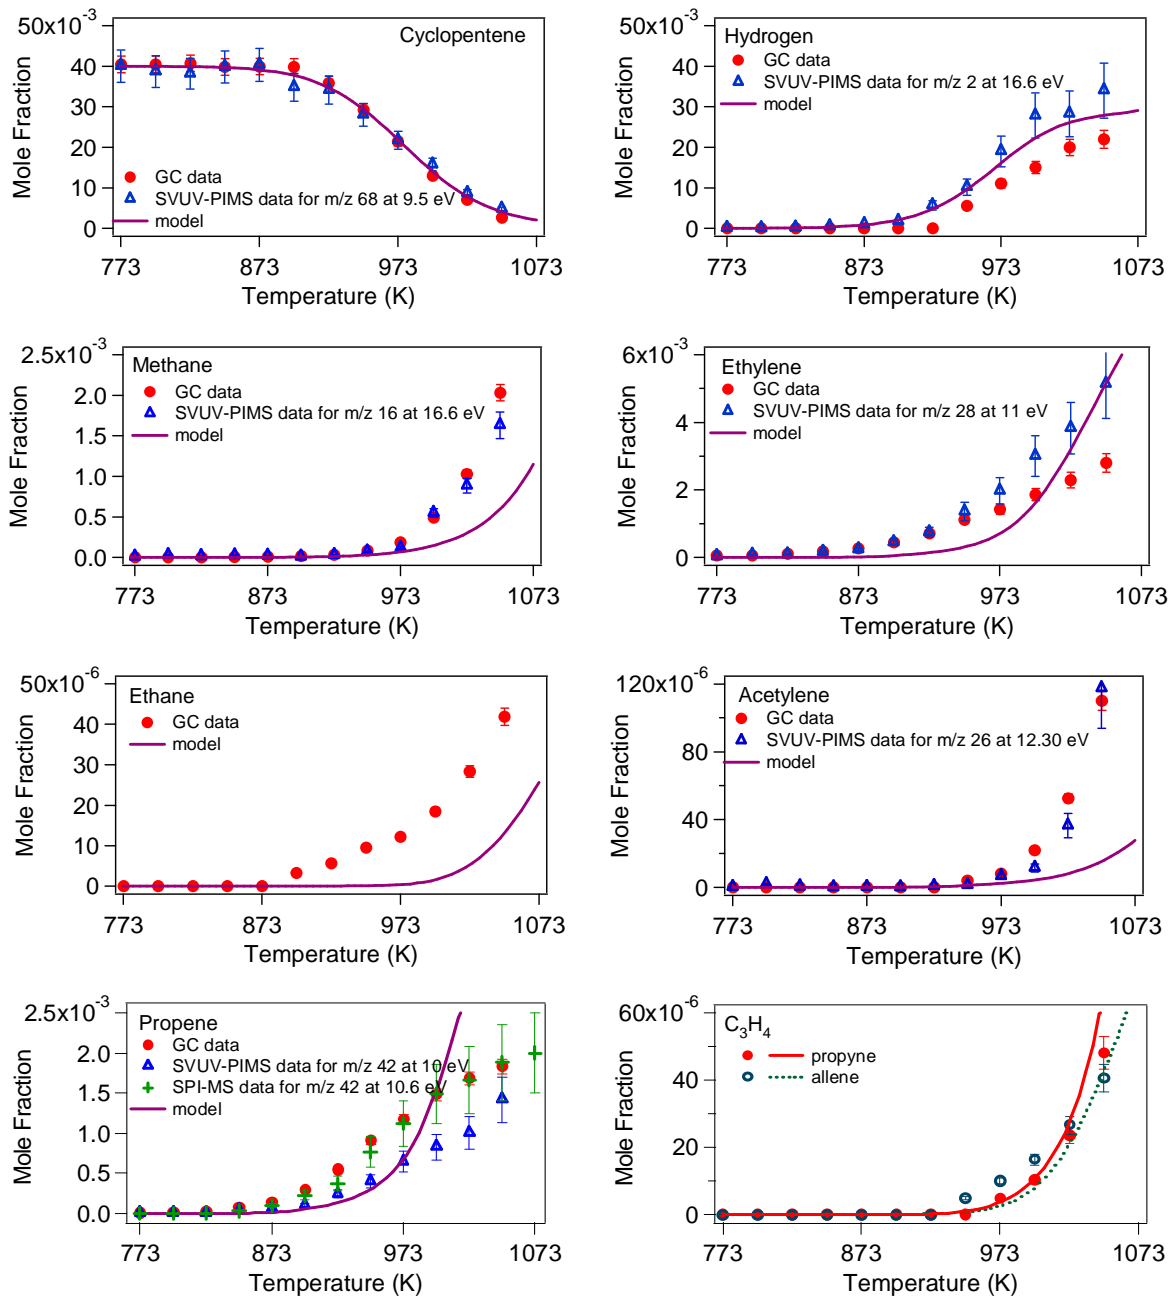 50x10-3
Cyclopentene
40
30
20
10
0
Mole Fraction
GC data
SVUV-PIMS data for m/z 68 at 9.5 eV
model
773
873
973
1073
Temperature (K)
50x10-3
Hydrogen
GC data
SVUV-PIMS data for m/z 2 at 16.6 eV
model
40
30
20
10
0
Mole Fraction
773
873
973
1073
Temperature (K)
2.5x10-3
Methane
GC data
SVUV-PIMS data for m/z 16 at 16.6 eV
model
2.0
1.5
1.0
0.5
0.0
Mole Fraction
773
873
973
1073
Temperature (K)
6x10-3
Ethylene
GC data
SVUV-PIMS data for m/z 28 at 11 eV
model
4
2
0
Mole Fraction
773
873
973
1073
Temperature (K)
50x10-6
Ethane
GC data
model
40
30
20
10
0
Mole Fraction
773
873
973
1073
Temperature (K)
120x10-6
Acetylene
GC data
SVUV-PIMS data for m/z 26 at 12.30 eV
model
80
40
0
Mole Fraction
773
873
973
1073
Temperature (K)
2.5x10-3
Propene
GC data
SVUV-PIMS data for m/z 42 at 10 eV
SPI-MS data for m/z 42 at 10.6 eV
model
2.0
1.5
1.0
0.5
0.0
Mole Fraction
773
873
973
1073
Temperature (K)
60x10-6
C3H4
propyne
allene
40
20
0
Mole Fraction
773
873
973
1073
Temperature (K)